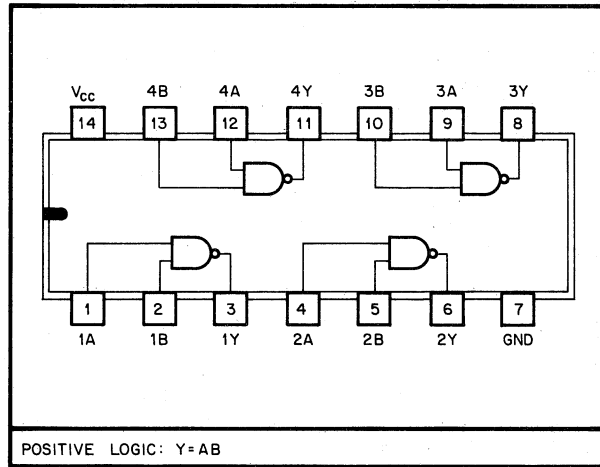 Vcc 4B 4A 4Y 3B 3A 3Y
14 13 12 11 10 9 8
1 2 3 4 5 6 7
1A 1B 1Y 2A 2B 2Y GND
POSITIVE LOGIC: Y=AB